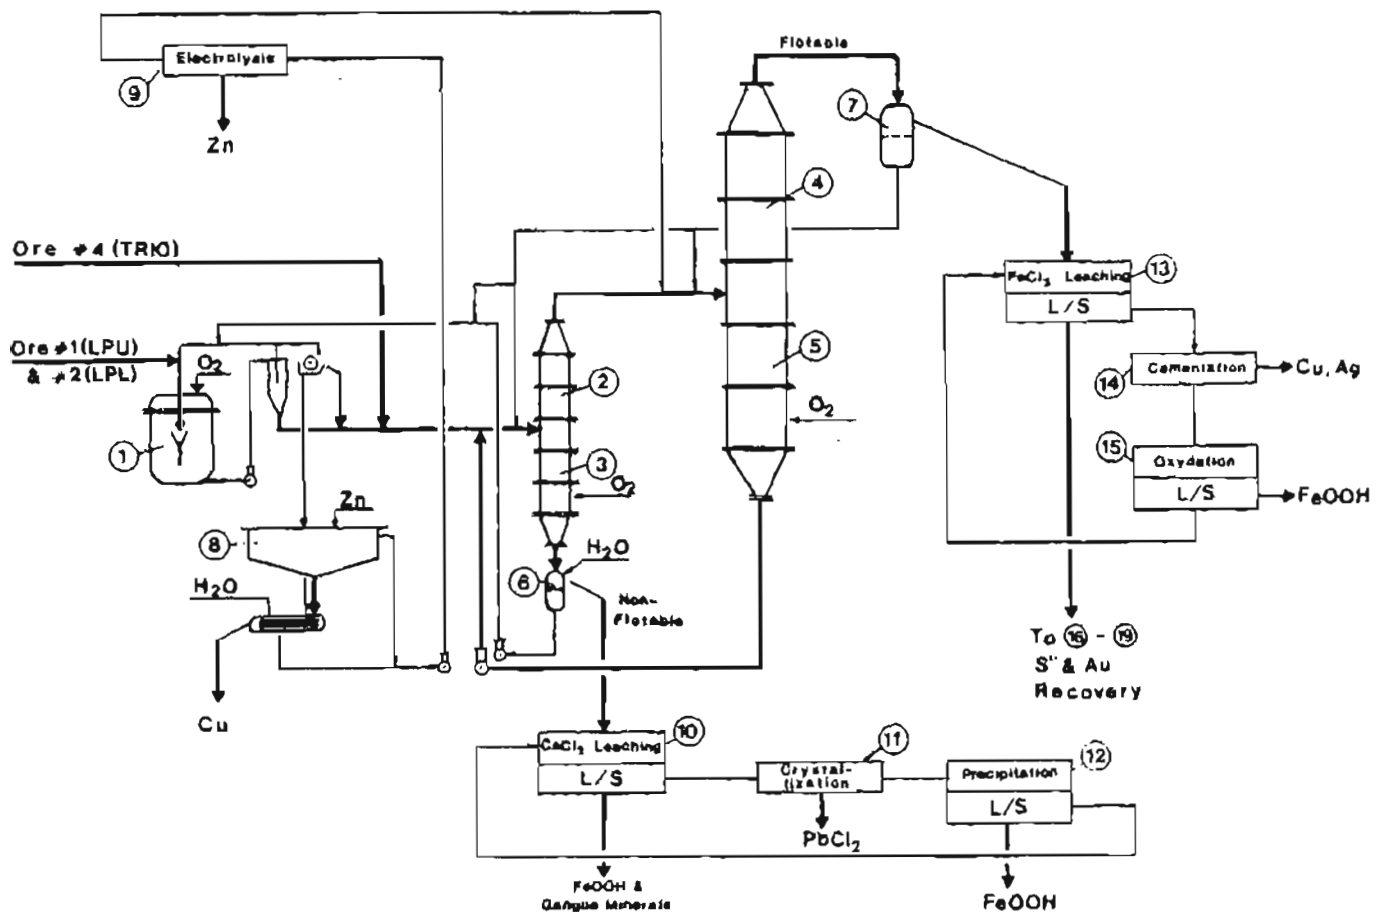 Flotable
Electrolysis
9
Zn
7
4
Ore #4 (TRIO)
FeCl3 Leaching
13
L/S
Ore #1 (LPU)
& #2 (LPL)
O2
1
2
5
O2
Cementation
14
Cu, Ag
3
O2
15
Oxydation
L/S
FeOOH
Zn
8
H2O
6
H2O
Non-
Flotable
To 16 - 19
S° & Au
Recovery
Cu
CaCl2 Leaching
10
L/S
11
Crystal-
lization
PbCl2
Precipitation
12
L/S
FeOOH &
Gangue Minerals
FeOOH